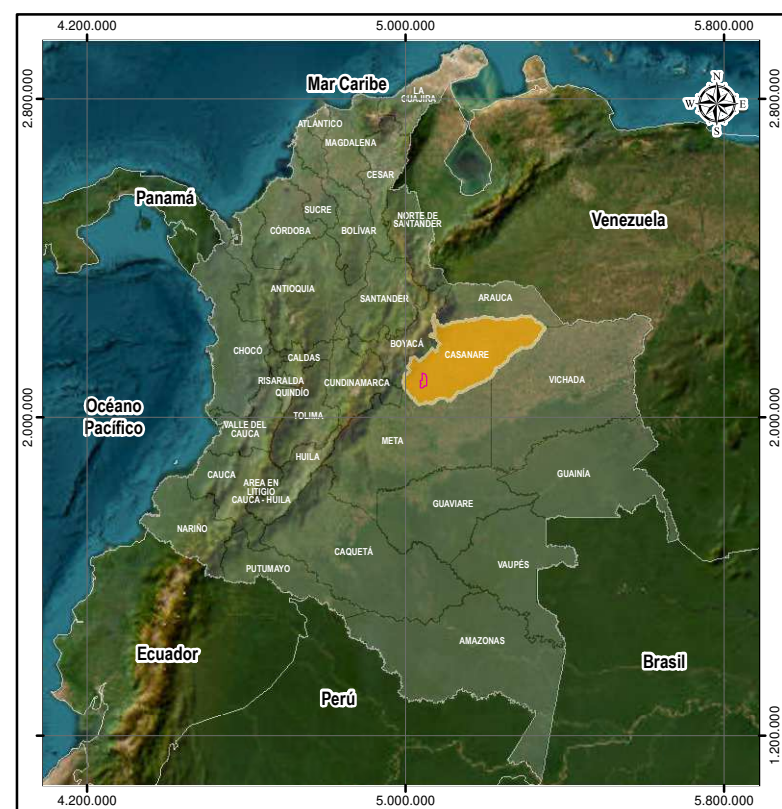 4.200.000
5.000.000
5.800.000
Mar Caribe
LA
GUAJIRA
N
W
E
S
2.800.000
2.800.000
ATLÁNTICO
MAGDALENA
CESAR
Panamá
SUCRE
NORTE DE
SANTANDER
Venezuela
CÓRDOBA
BOLÍVAR
ANTIOQUIA
SANTANDER
ARAUCA
BOYACÁ
CHOCÓ
CALDAS
CASANARE
RISARALDA
CUNDINAMARCA
VICHADA
QUINDÍO
Océano
Pacífico
TOLIMA
2.000.000
2.000.000
VALLE DEL
CAUCA
META
HUILA
CAUCA
AREA EN
LITIGIO
CAUCA - HUILA
GUAINÍA
GUAVIARE
NARIÑO
CAQUETÁ
VAUPÉS
PUTUMAYO
AMAZONAS
Ecuador
Brasil
Perú
1.200.000
1.200.000
4.200.000
5.000.000
5.800.000